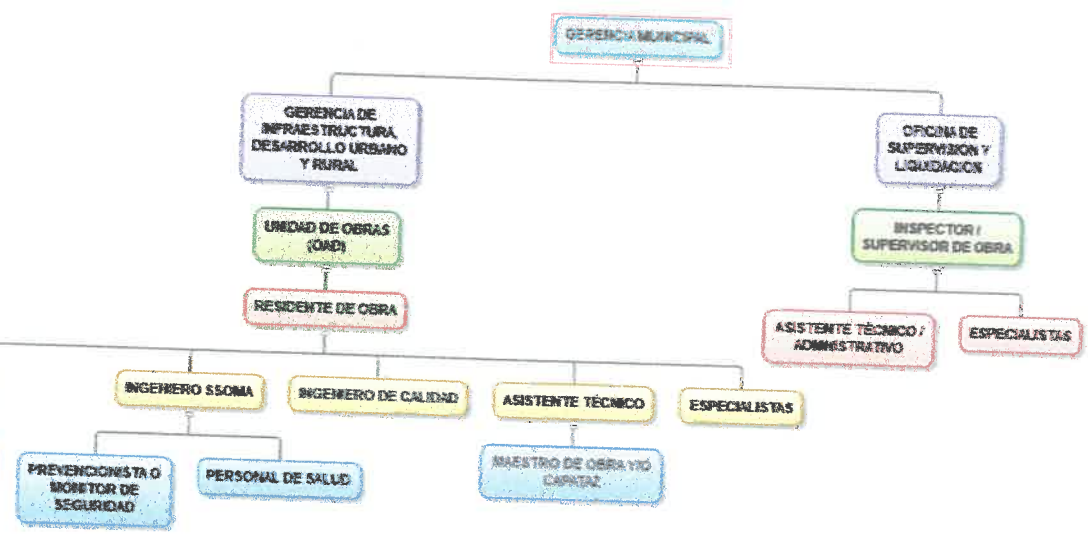 GERENCIA MUNICIPAL
GERENCIA DE
INFRAESTRUCTURA,
DESARROLLO URBANO
Y RURAL
OFICINA DE
SUPERVISION Y
LIQUIDACION
UNIDAD DE OBRAS
(OAD)
INSPECTOR /
SUPERVISOR DE OBRA
RESIDENTE DE OBRA
ASISTENTE TÉCNICO /
ADMINISTRATIVO
ESPECIALISTAS
INGENIERO SSOMA
INGENIERO DE CALIDAD
ASISTENTE TÉCNICO
ESPECIALISTAS
PREVENCIONISTA O
MONITOR DE
SEGURIDAD
PERSONAL DE SALUD
MAESTRO DE OBRA Y/O
CAPATAZ